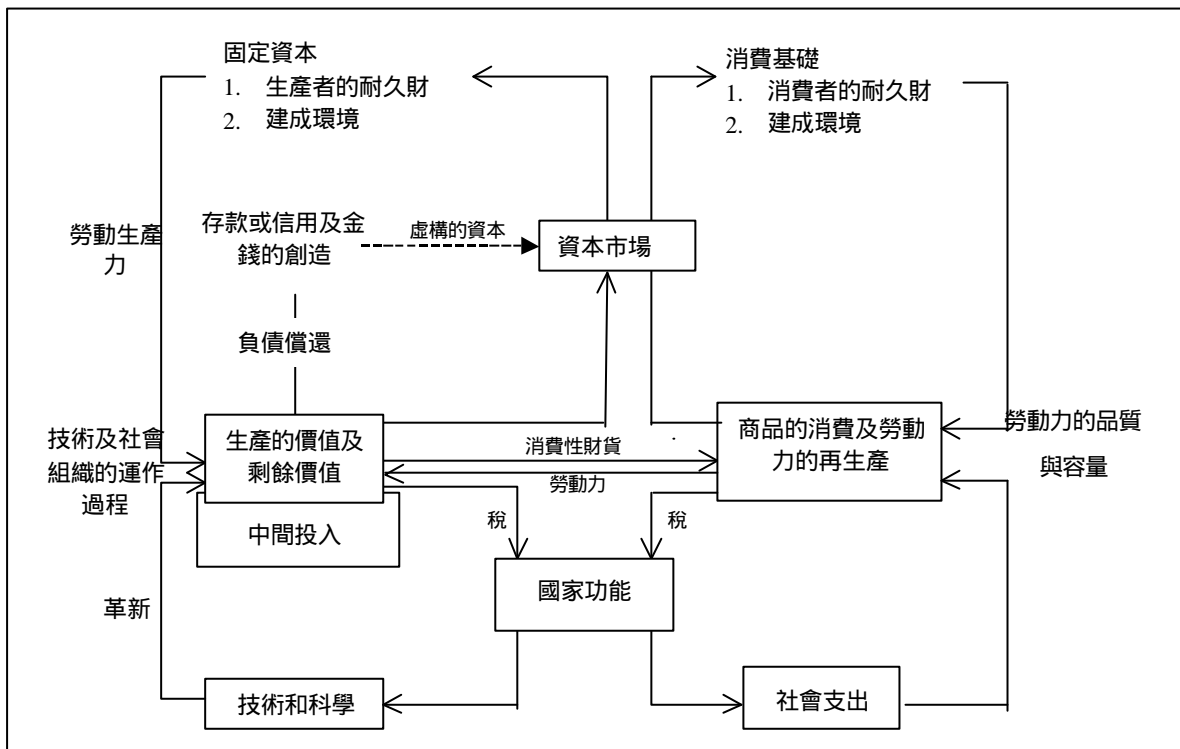 固定資本
1. 生產者的耐久財
2. 建成環境
消費基礎
1. 消費者的耐久財
2. 建成環境
勞動生產
力
存款或信用及金
錢的創造
虛構的資本
資本市場
負債償還
技術及社會
組織的運作
過程
生產的價值及
剩餘價值
中間投入
消費性財貨
勞動力
商品的消費及勞動
力的再生產
勞動力的品質
與容量
稅
稅
國家功能
革新
技術和科學
社會支出